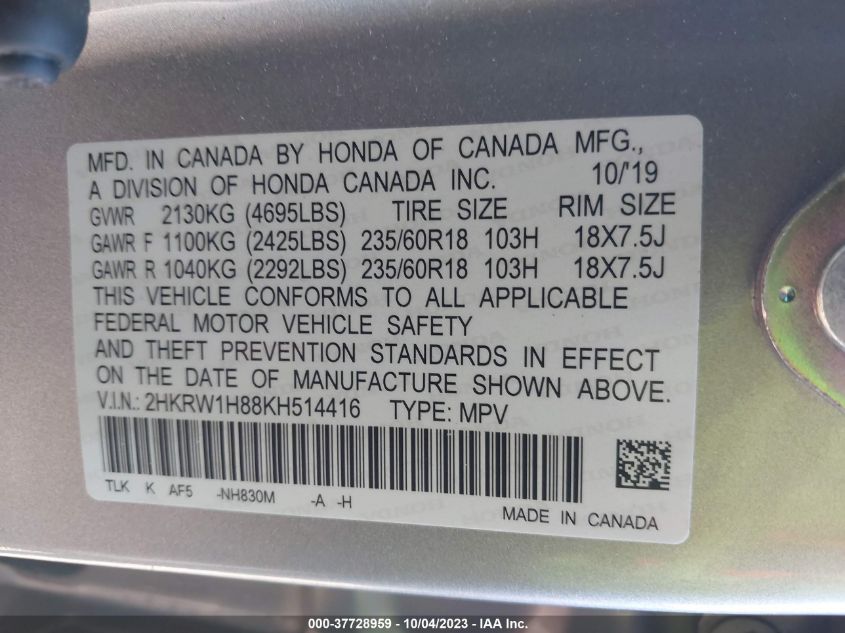 MFD. IN CANADA BY HONDA OF CANADA MFG.,
A DIVISION OF HONDA CANADA INC. 10/'19
GVWR 2130KG (4695LBS) TIRE SIZE RIM SIZE
GAWR F 1100KG (2425LBS) 235/60R18 103H 18X7.5J
GAWR R 1040KG (2292LBS) 235/60R18 103H 18X7.5J
THIS VEHICLE CONFORMS TO ALL APPLICABLE
FEDERAL MOTOR VEHICLE SAFETY
AND THEFT PREVENTION STANDARDS IN EFFECT
ON THE DATE OF MANUFACTURE SHOWN ABOVE.
V.I.N.: 2HKRW1H88KH514416 TYPE: MPV
TLK K AF5 -NH830M -A -H
MADE IN CANADA
000-37728959 - 10/04/2023 - IAA Inc.